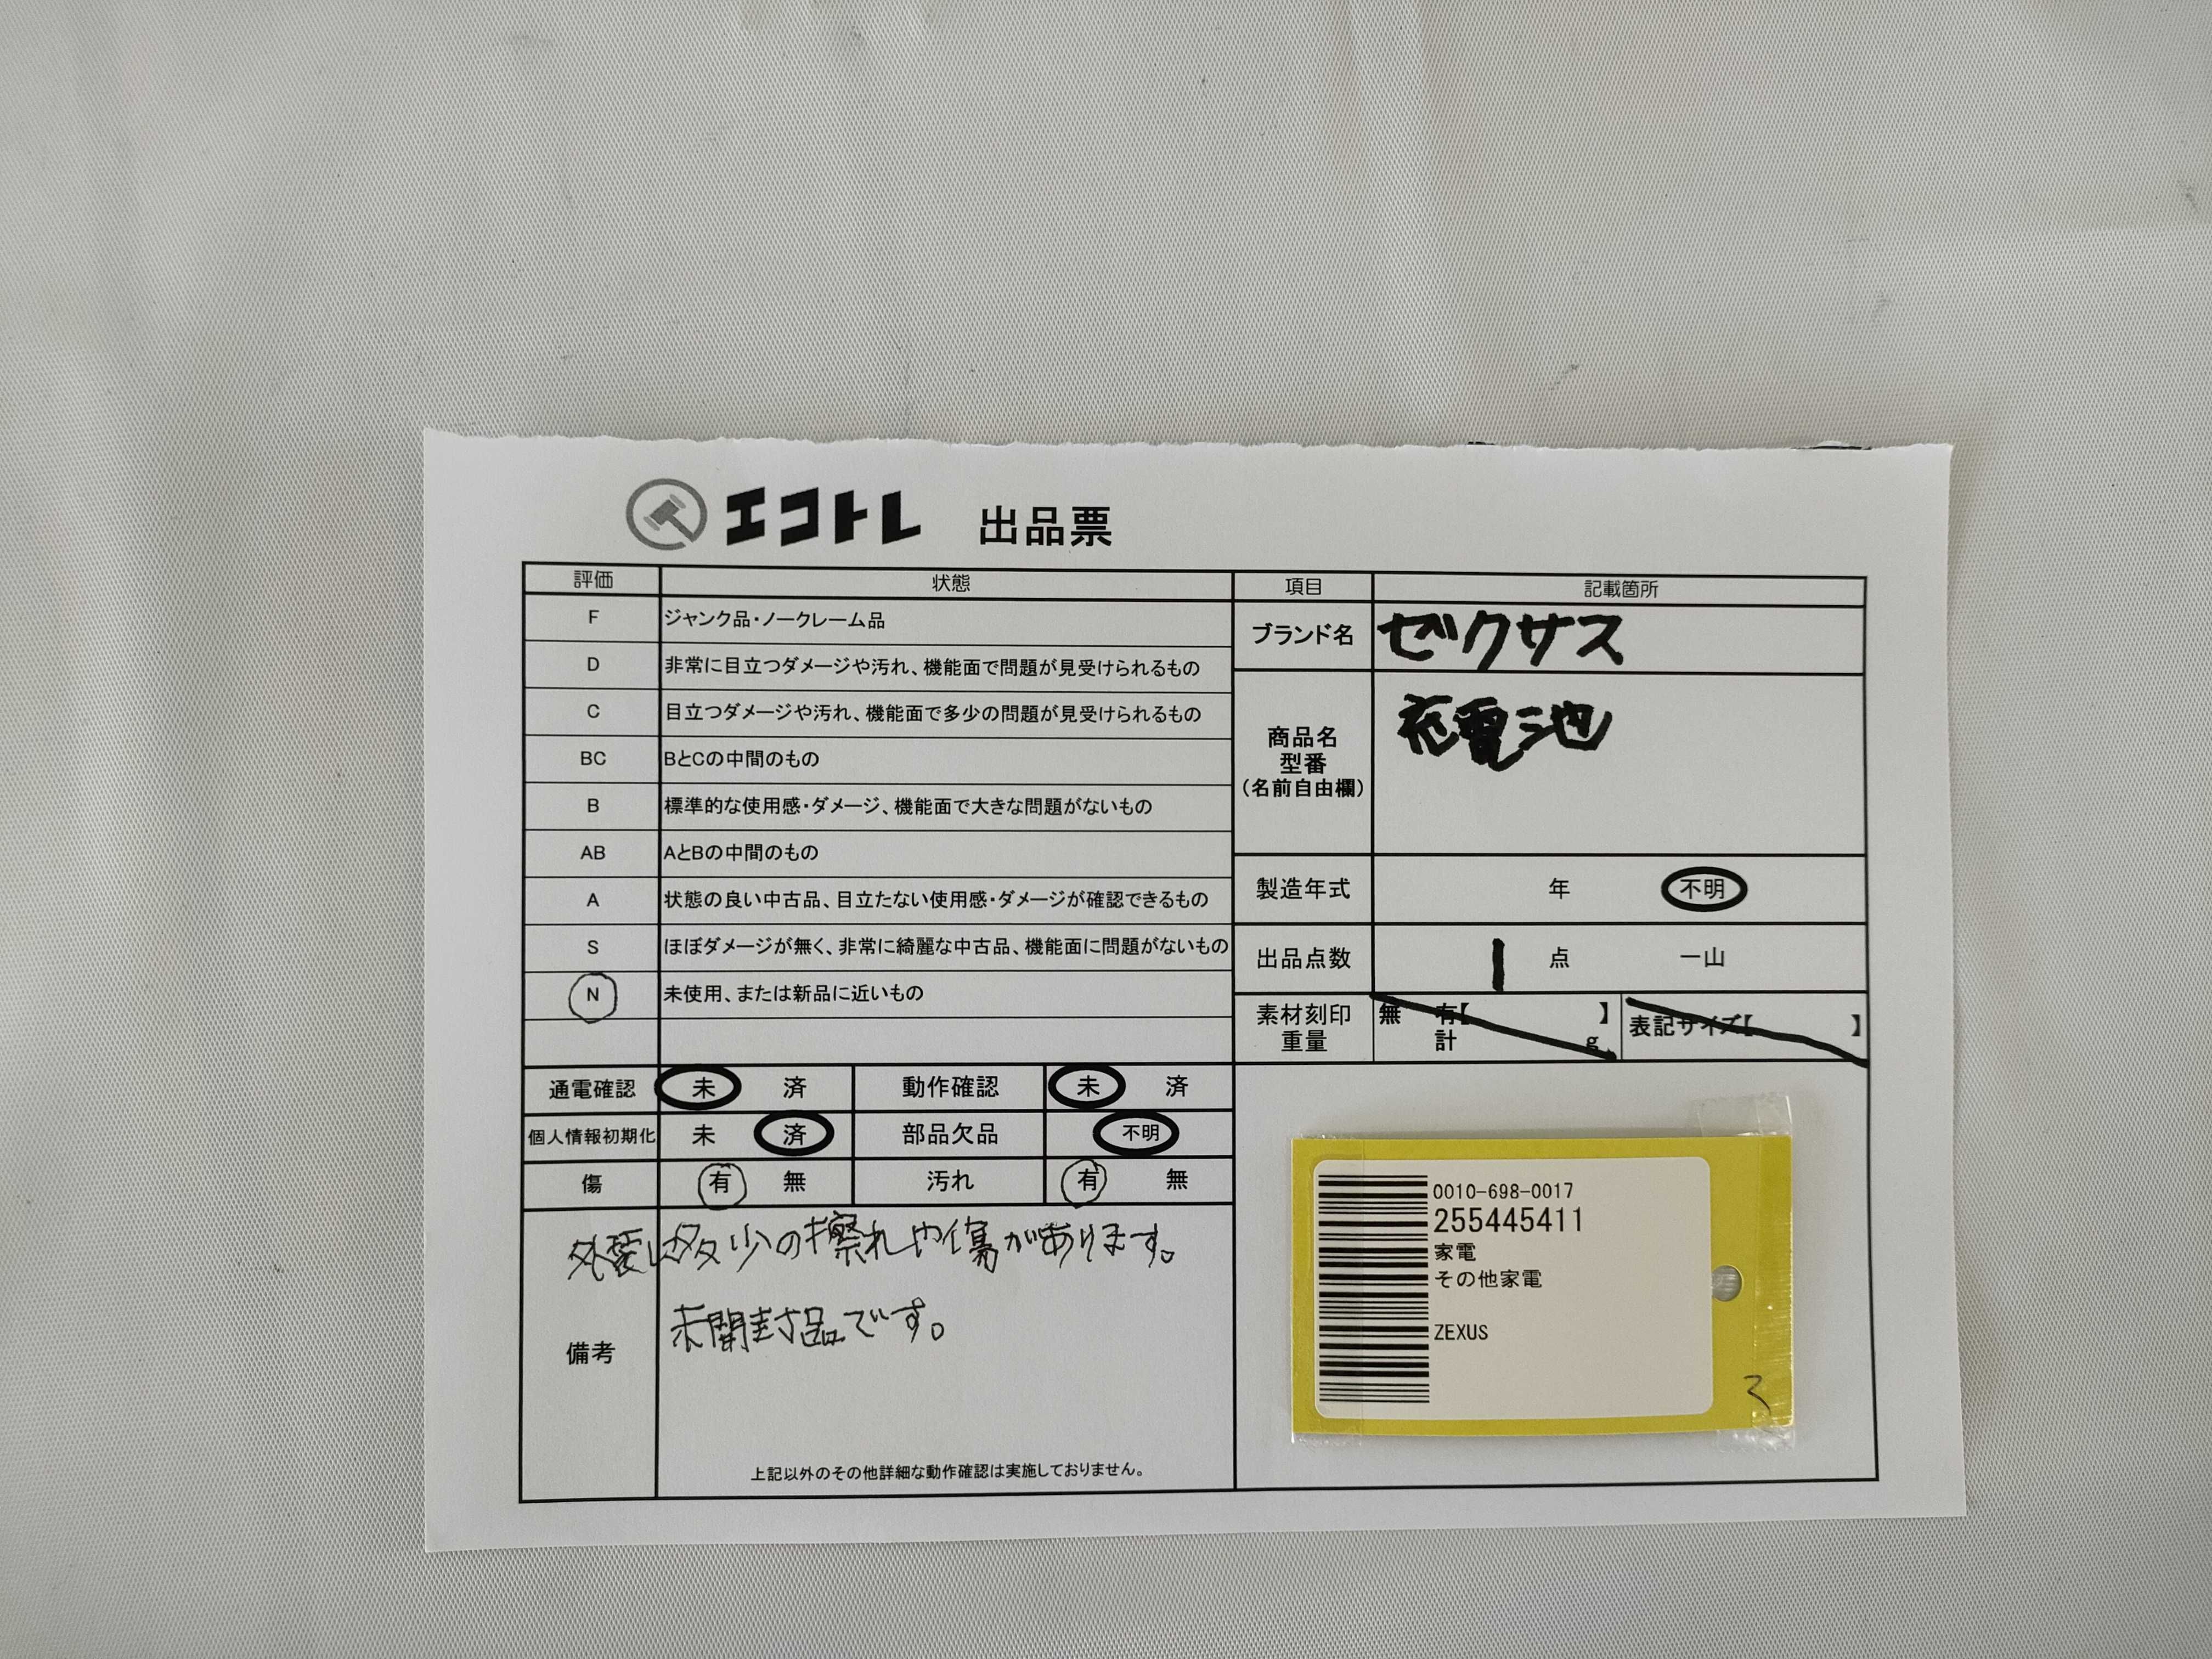 エコトレ 出品票
評価 状態 項目 記載箇所
F ジャンク品・ノークレーム品
D 非常に目立つダメージや汚れ、機能面で問題が見受けられるもの
C 目立つダメージや汚れ、機能面で多少の問題が見受けられるもの
BC BとCの中間のもの
B 標準的な使用感・ダメージ、機能面で大きな問題がないもの
AB AとBの中間のもの
A 状態の良い中古品、目立たない使用感・ダメージが確認できるもの
S ほぼダメージが無く、非常に綺麗な中古品、機能面に問題がないもの
N 未使用、または新品に近いもの
ブランド名 ゼクサス
商品名
型番
(名前自由欄)
充電池
製造年式 年 不明
出品点数 1 点 一山
素材刻印
重量
無 有【 】
計 g
表記サイズ【 】
通電確認 未 済 動作確認 未 済
個人情報初期化 未 済 部品欠品 不明
傷 有 無 汚れ 有 無
備考
外装に多少の擦れや傷があります。
未開封品です。
上記以外のその他詳細な動作確認は実施しておりません。
0010-698-0017
255445411
家電
その他家電
ZEXUS